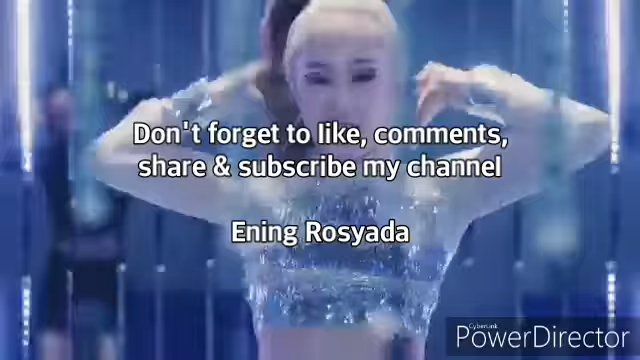 Don't forget to like, comments,
share & subscribe my channel
Ening Rosyada
CyberLink
PowerDirector